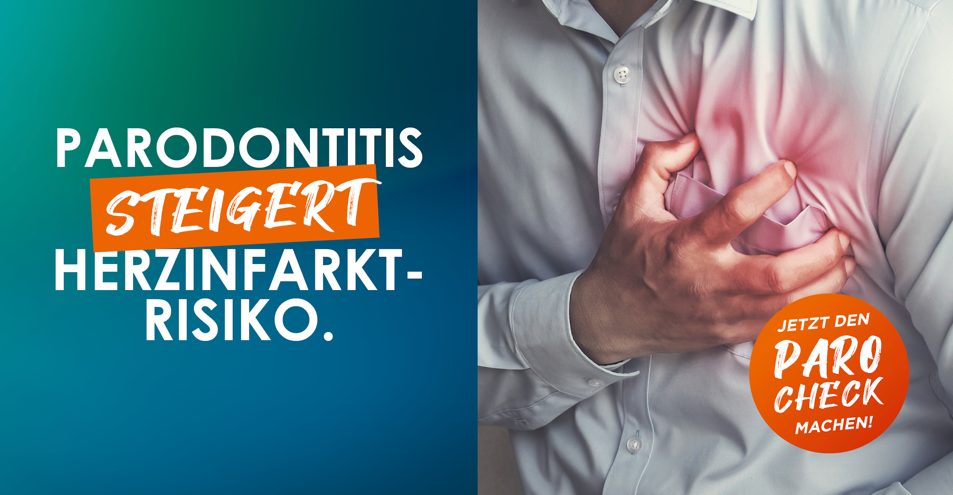 PARODONTITIS
STEIGERT
HERZINFARKT-
RISIKO.
JETZT DEN
PARO
CHECK
MACHEN!